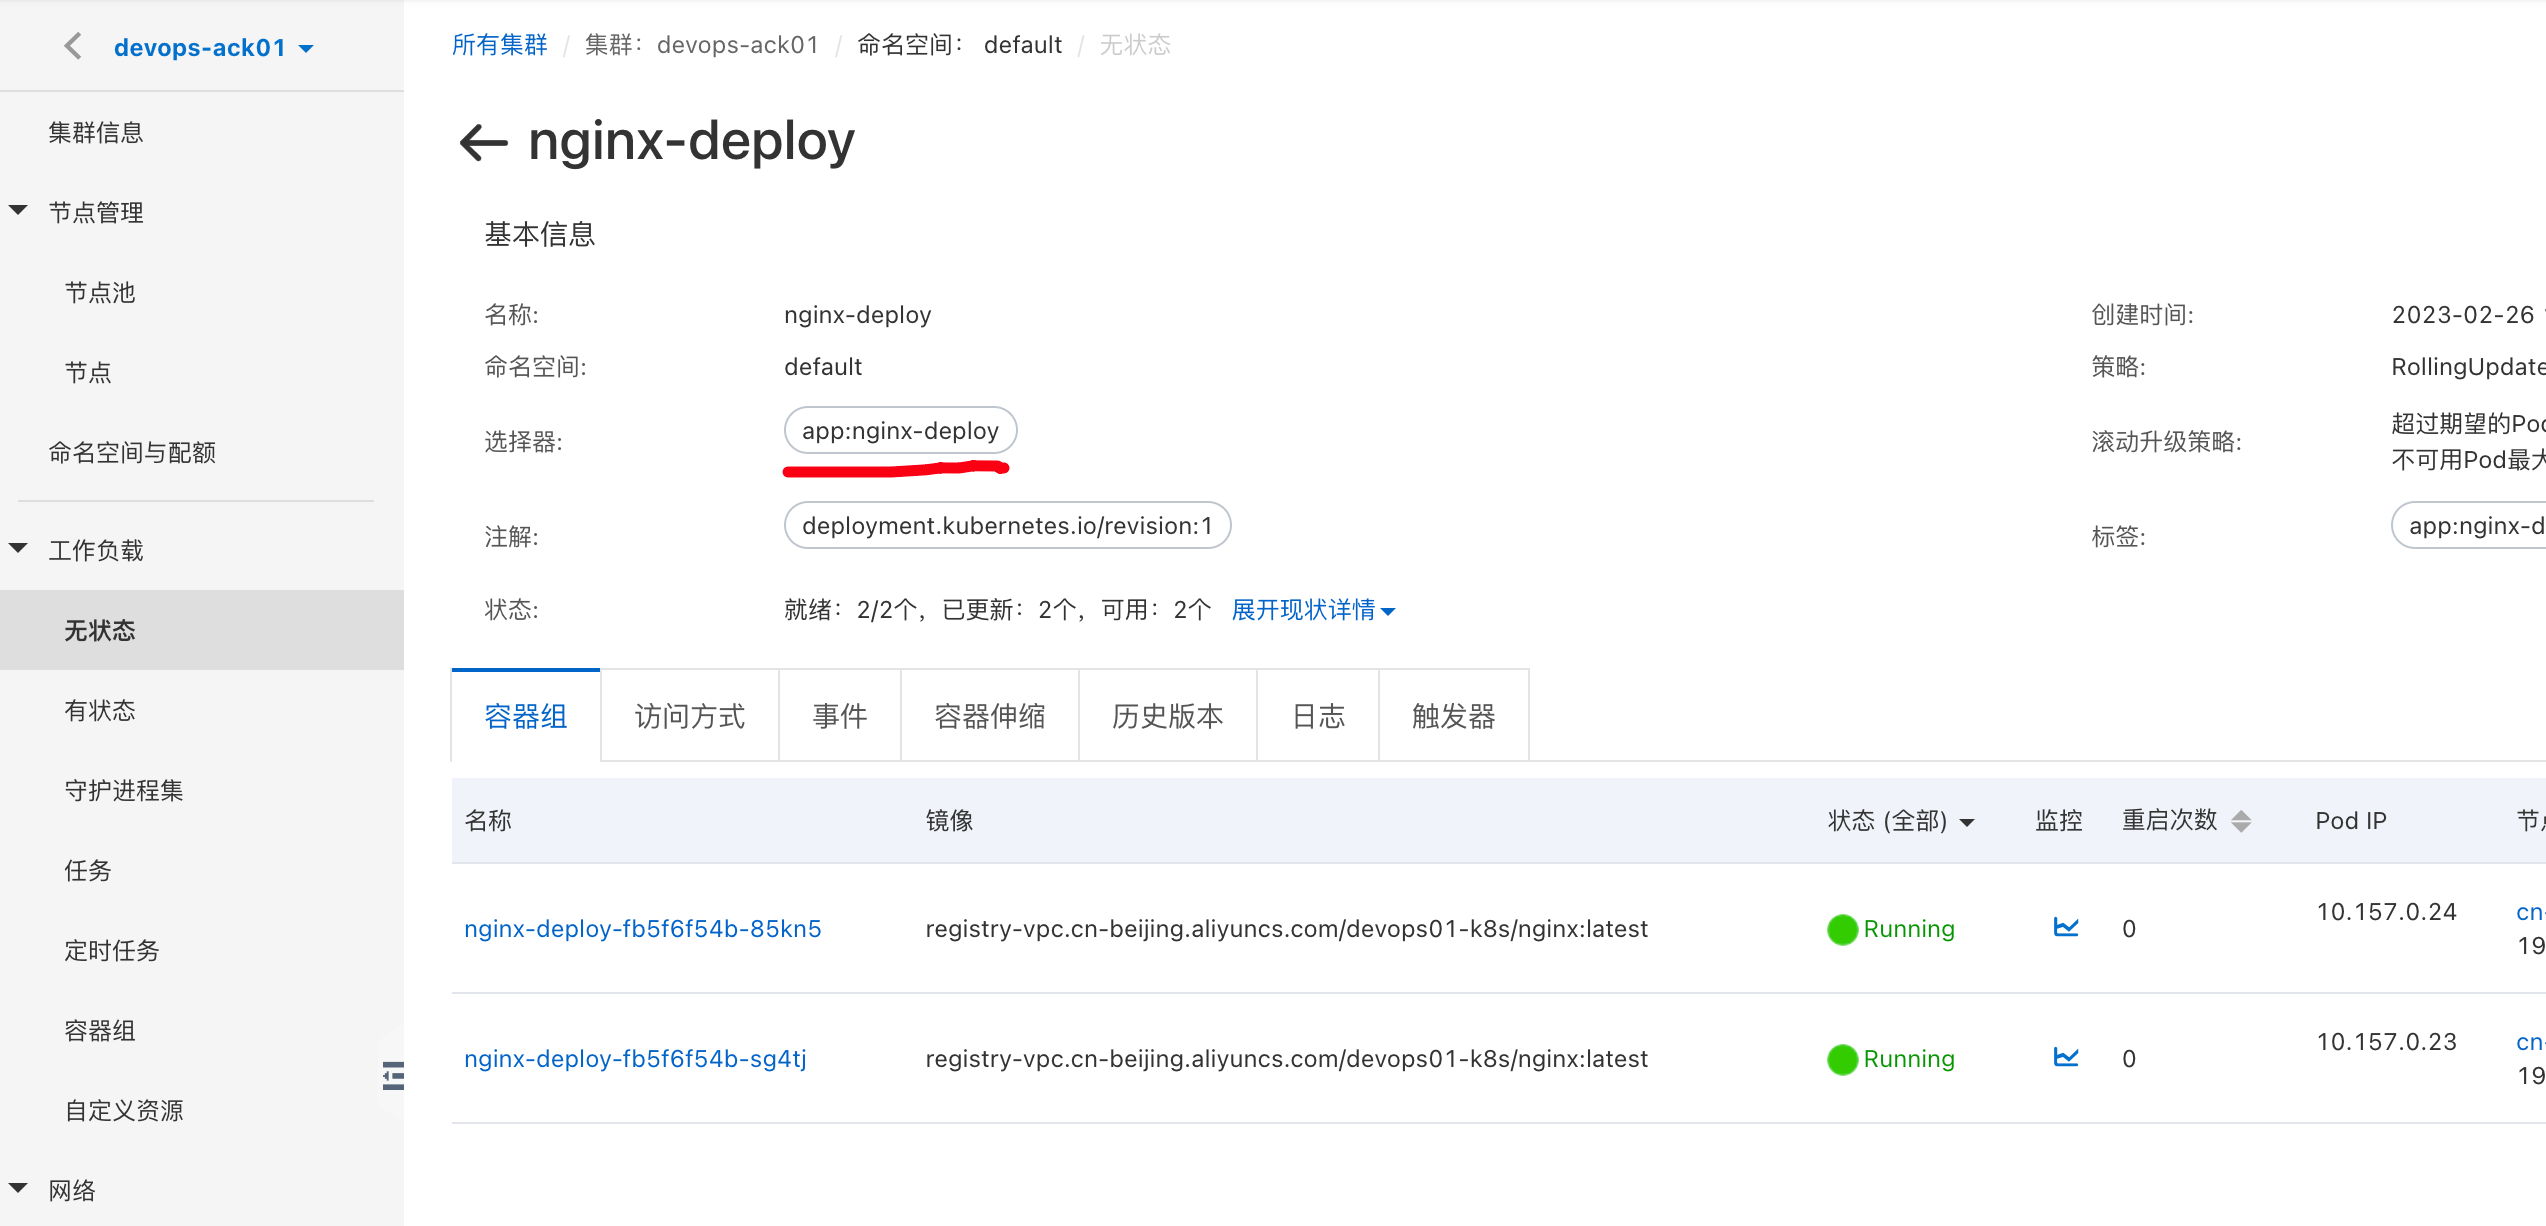 devops-ack01
集群信息
节点管理
节点池
节点
命名空间与配额
工作负载
无状态
有状态
守护进程集
任务
定时任务
容器组
自定义资源
网络
所有集群 / 集群：devops-ack01 / 命名空间： default / 无状态
nginx-deploy
基本信息
名称: nginx-deploy 创建时间: 2023-02-26
命名空间: default 策略: RollingUpdate
选择器: app:nginx-deploy 滚动升级策略: 超过期望的Pod
不可用Pod最大
注解: deployment.kubernetes.io/revision:1 标签: app:nginx-d
状态: 就绪：2/2个，已更新：2个，可用：2个 展开现状详情
容器组 访问方式 事件 容器伸缩 历史版本 日志 触发器
名称 镜像 状态 (全部) 监控 重启次数 Pod IP 节
nginx-deploy-fb5f6f54b-85kn5 registry-vpc.cn-beijing.aliyuncs.com/devops01-k8s/nginx:latest Running 0 10.157.0.24 cn-
19
nginx-deploy-fb5f6f54b-sg4tj registry-vpc.cn-beijing.aliyuncs.com/devops01-k8s/nginx:latest Running 0 10.157.0.23 cn-
19